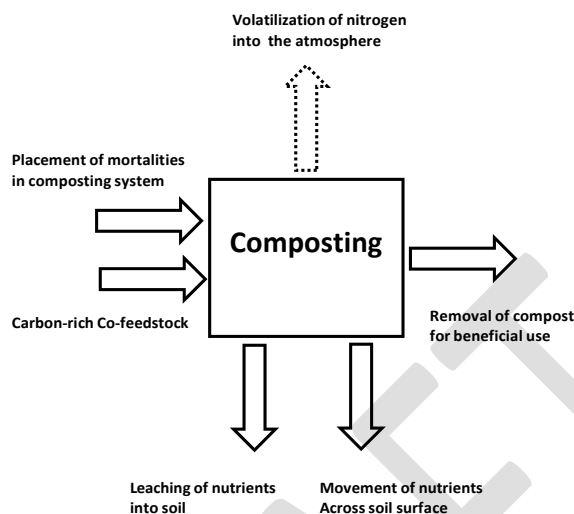 Volatilization of nitrogen
into the atmosphere
Placement of mortalities
in composting system
Composting
Carbon-rich Co-feedstock
Removal of compost
for beneficial use
Leaching of nutrients
into soil
Movement of nutrients
Across soil surface